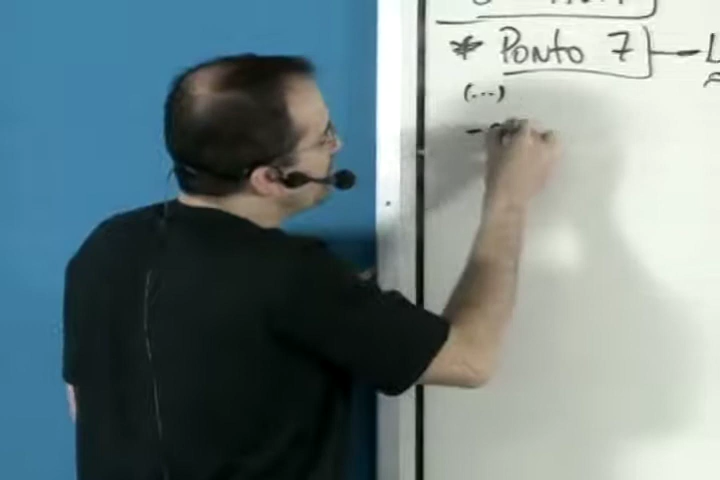 * Ponto 7 — L
(...)
-